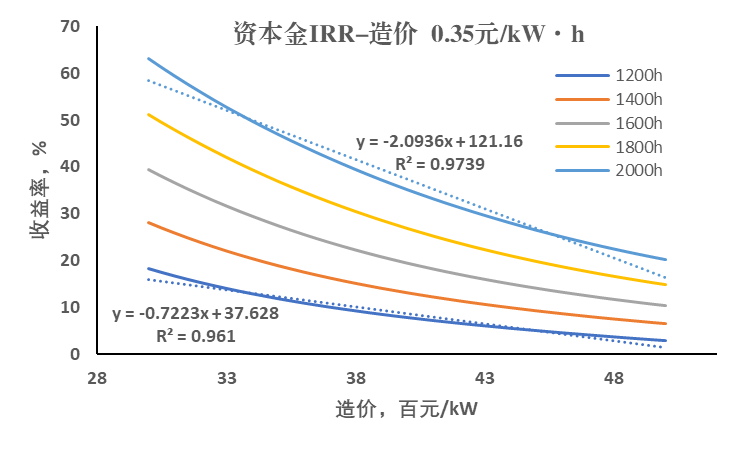 资本金IRR–造价 0.35元/kW·h
70
60
50
40
30
20
10
0
收益率，%
1200h
1400h
1600h
1800h
2000h
y = -2.0936x+121.16
R² = 0.9739
y = -0.7223x+37.628
R² = 0.961
28
33
38
43
48
造价，百元/kW